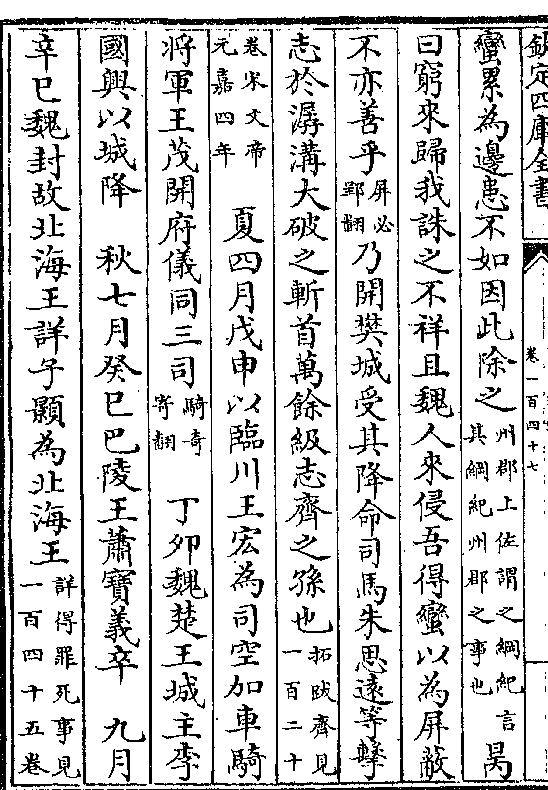 欽定四庫全書
卷一百四十七
蠻累為邊患不如因此除之州郡上佐謂之綱紀言其綱紀州郡之事也昺
曰窮來歸我誅之不祥且魏人來侵吾得蠻以為屏蔽
不亦善乎屏必郢翻乃開樊城受其降命司馬朱思遠等擊
志於潺溝大破之斬首萬餘級志齊之孫也拓跋齊見一百二十
卷宋文帝元嘉四年 夏四月戊申以臨川王宏為司空加車騎
將軍王茂開府儀同三司騎奇寄翻 丁卯魏楚王城主李
國興以城降 秋七月癸巳巴陵王蕭寶義卒 九月
辛巳魏封故北海王詳子顥為北海王詳得罪死事見一百四十五卷